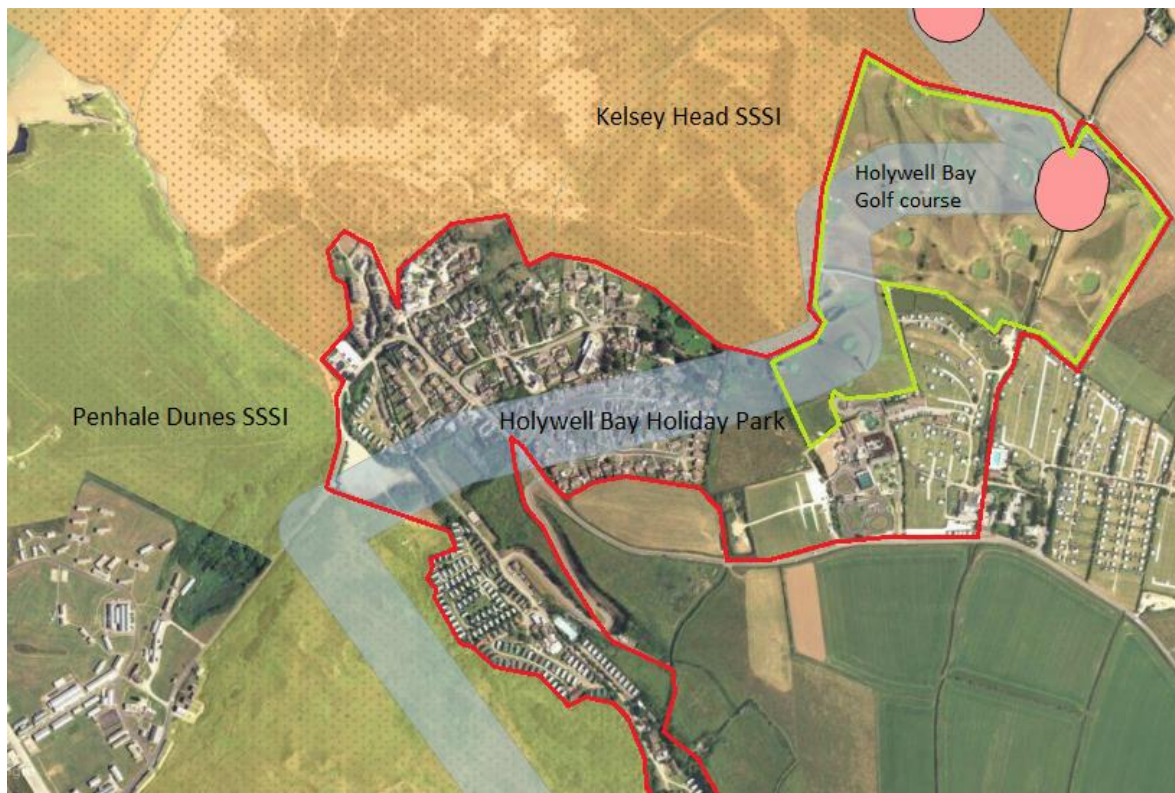 Kelsey Head SSSI
Holywell Bay
Golf course
Penhale Dunes SSSI
Holywell Bay Holiday Park